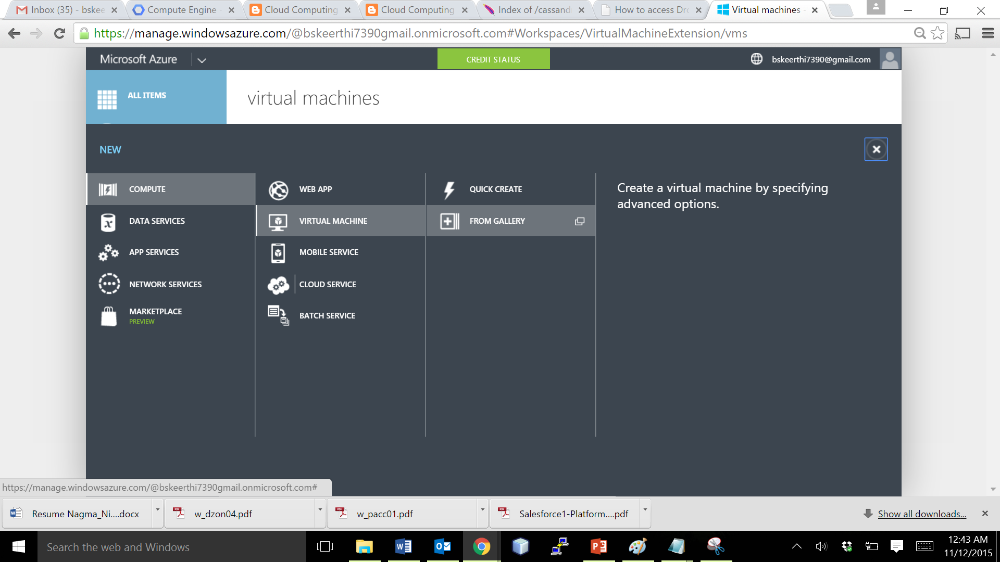 Inbox (35) - bskee
Compute Engine -
Cloud Computing
Cloud Computing
Index of /cassand
How to access Dro
Virtual machines -
https://manage.windowsazure.com/@bskeerthi7390gmail.onmicrosoft.com#Workspaces/VirtualMachineExtension/vms
Microsoft Azure
CREDIT STATUS
bskeerthi7390@gmail.com
ALL ITEMS
virtual machines
NEW
COMPUTE
DATA SERVICES
APP SERVICES
NETWORK SERVICES
MARKETPLACE
PREVIEW
WEB APP
VIRTUAL MACHINE
MOBILE SERVICE
CLOUD SERVICE
BATCH SERVICE
QUICK CREATE
FROM GALLERY
Create a virtual machine by specifying
advanced options.
https://manage.windowsazure.com/@bskeerthi7390gmail.onmicrosoft.com#
Resume Nagma_Ni....docx
w_dzon04.pdf
w_pacc01.pdf
Salesforce1-Platform....pdf
Show all downloads...
Search the web and Windows
12:43 AM
11/12/2015